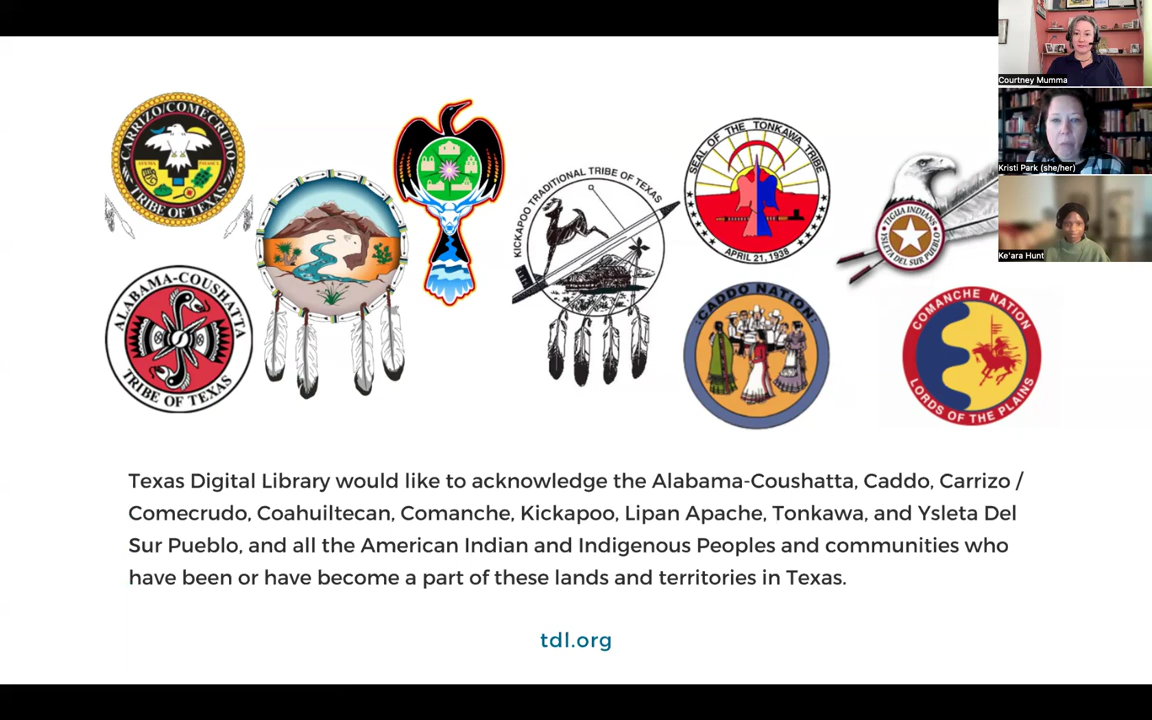 CARRIZO/COMECRUDO
TRIBE OF TEXAS
ALABAMA-COUSHATTA
TRIBE OF TEXAS
KICKAPOO TRADITIONAL TRIBE OF TEXAS
SEAL OF THE TONKAWA TRIBE
APRIL 21, 1938
CADDO NATION
TIGUA INDIANS
YSLETA DEL SUR PUEBLO
COMANCHE NATION
LORDS OF THE PLAINS
Courtney Mumma
Kristi Park (she/her)
Ke'ara Hunt
Texas Digital Library would like to acknowledge the Alabama-Coushatta, Caddo, Carrizo /
Comecrudo, Coahuiltecan, Comanche, Kickapoo, Lipan Apache, Tonkawa, and Ysleta Del
Sur Pueblo, and all the American Indian and Indigenous Peoples and communities who
have been or have become a part of these lands and territories in Texas.
tdl.org